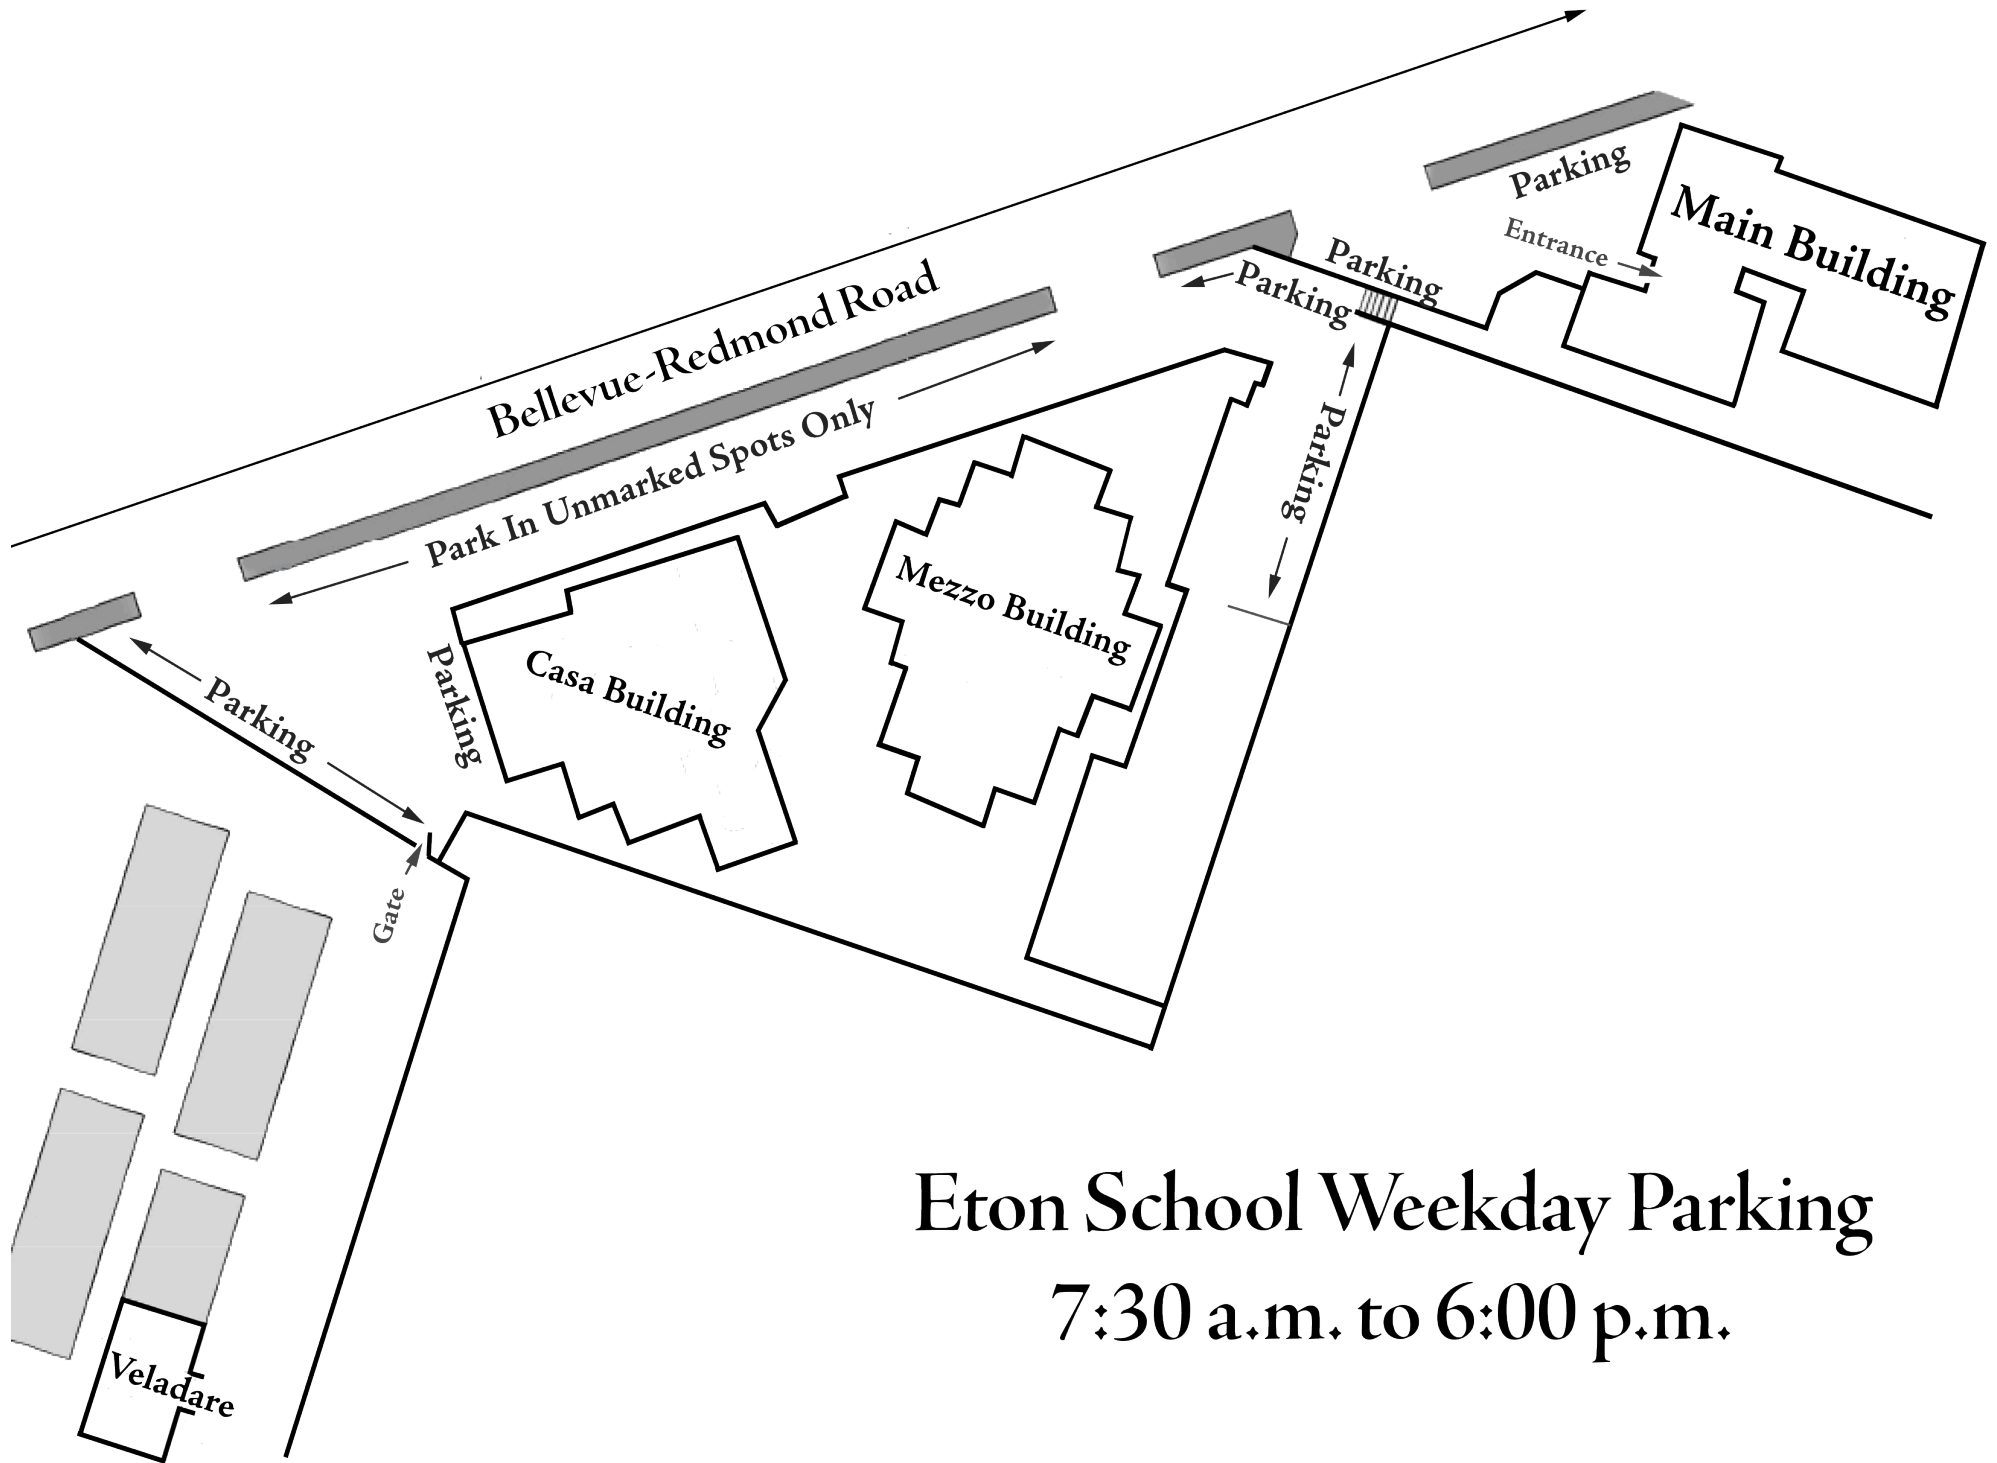 Parking
Main Building
Entrance
Parking
Parking
Bellevue-Redmond Road
Park In Unmarked Spots Only
Parking
Mezzo Building
Casa Building
Parking
Parking
Gate
Veladare
Eton School Weekday Parking
7:30 a.m. to 6:00 p.m.